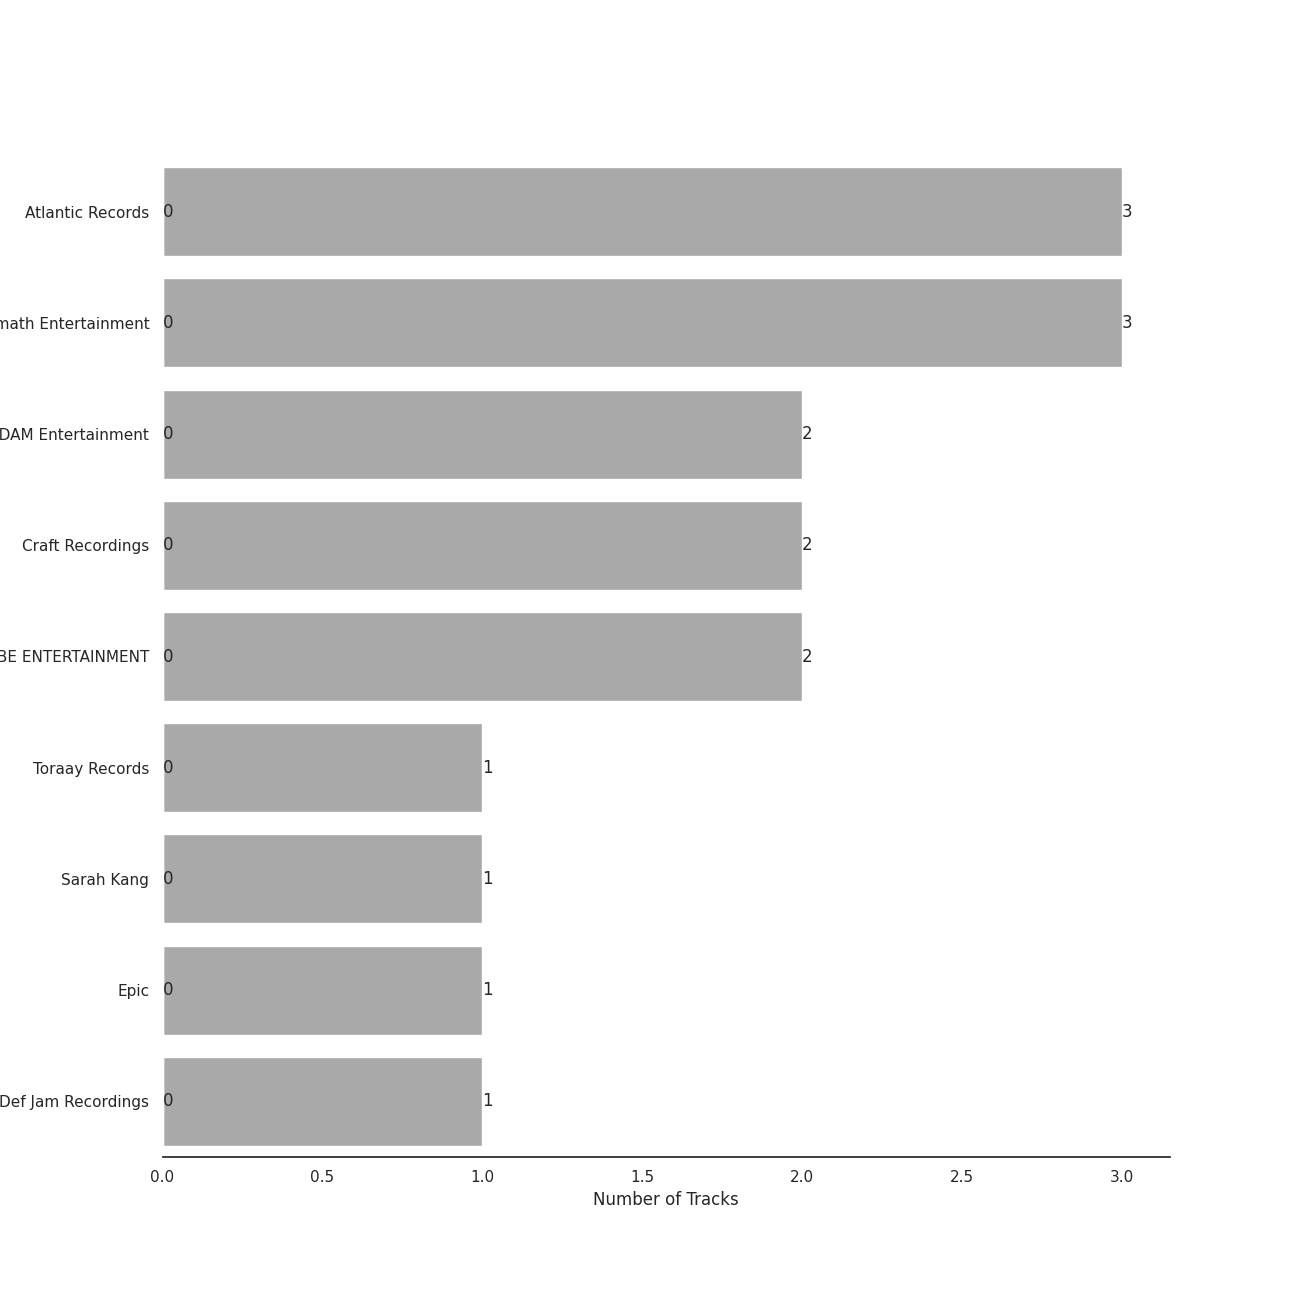 Atlantic Records 0 3
math Entertainment 0 3
DAM Entertainment 0 2
Craft Recordings 0 2
BE ENTERTAINMENT 0 2
Toraay Records 0 1
Sarah Kang 0 1
Epic 0 1
Def Jam Recordings 0 1
0.0 0.5 1.0 1.5 2.0 2.5 3.0
Number of Tracks